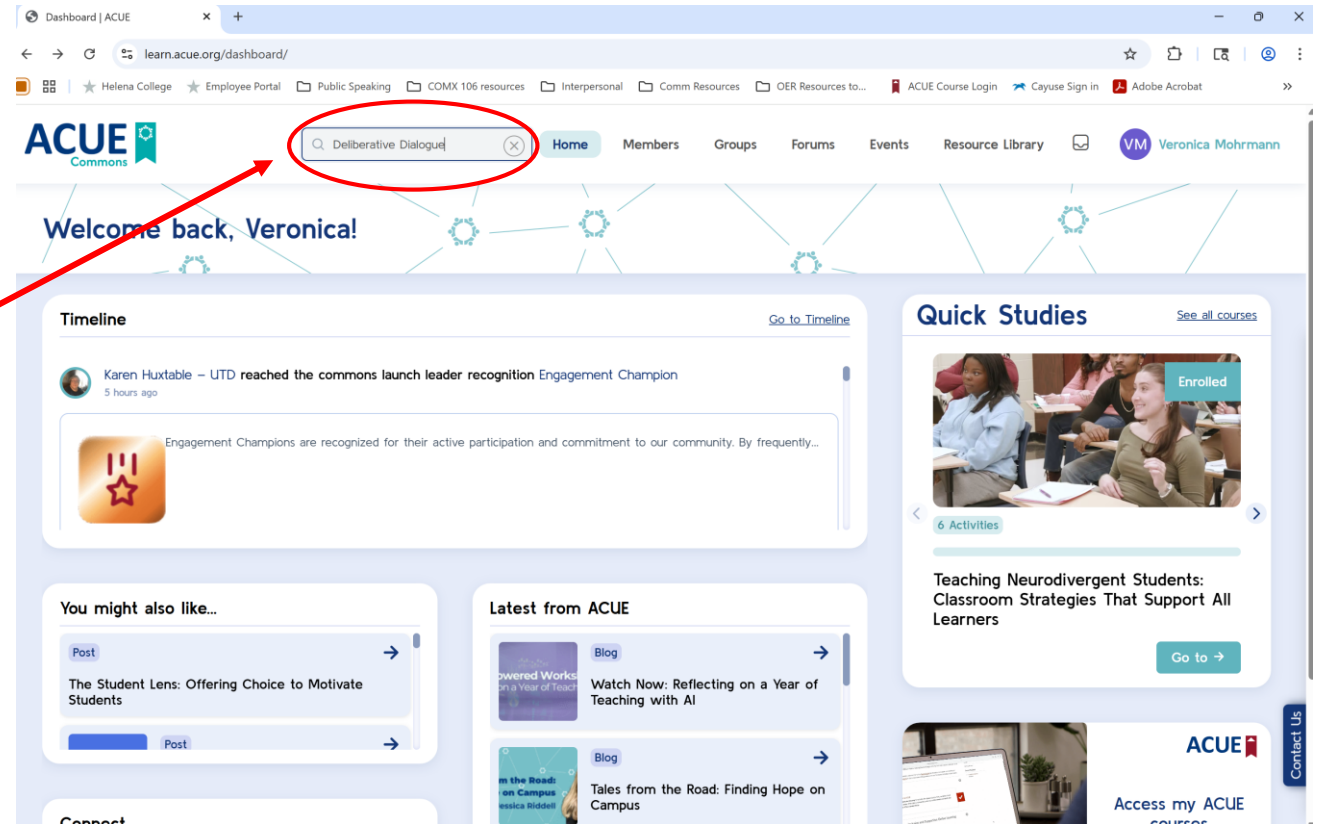 Dashboard | ACUE
learn.acue.org/dashboard/
Helena College Employee Portal Public Speaking COMX 106 resources Interpersonal Comm Resources OER Resources to... ACUE Course Login Cayuse Sign in Adobe Acrobat
ACUE
Commons
Deliberative Dialogue
Home Members Groups Forums Events Resource Library VM Veronica Mohrmann
Welcome back, Veronica!
Timeline
Go to Timeline
Karen Huxtable – UTD reached the commons launch leader recognition Engagement Champion
5 hours ago
Engagement Champions are recognized for their active participation and commitment to our community. By frequently...
Quick Studies
See all courses
Enrolled
6 Activities
Teaching Neurodivergent Students:
Classroom Strategies That Support All
Learners
Go to →
You might also like...
Post
The Student Lens: Offering Choice to Motivate
Students
Post
Latest from ACUE
Blog
Watch Now: Reflecting on a Year of
Teaching with AI
Blog
Tales from the Road: Finding Hope on
Campus
Connect
ACUE
Access my ACUE
courses
Contact Us